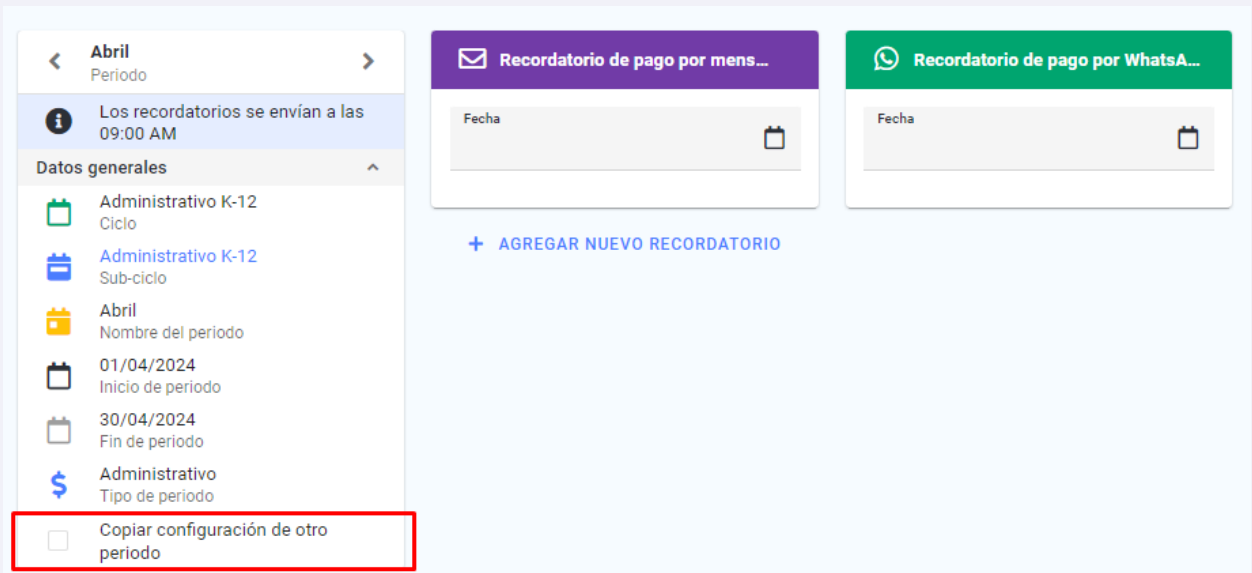 Abril
Periodo
Los recordatorios se envían a las
09:00 AM
Datos generales
Administrativo K-12
Ciclo
Administrativo K-12
Sub-ciclo
Abril
Nombre del periodo
01/04/2024
Inicio de periodo
30/04/2024
Fin de periodo
Administrativo
Tipo de periodo
Copiar configuración de otro
periodo
Recordatorio de pago por mens...
Fecha
+ AGREGAR NUEVO RECORDATORIO
Recordatorio de pago por WhatsA...
Fecha